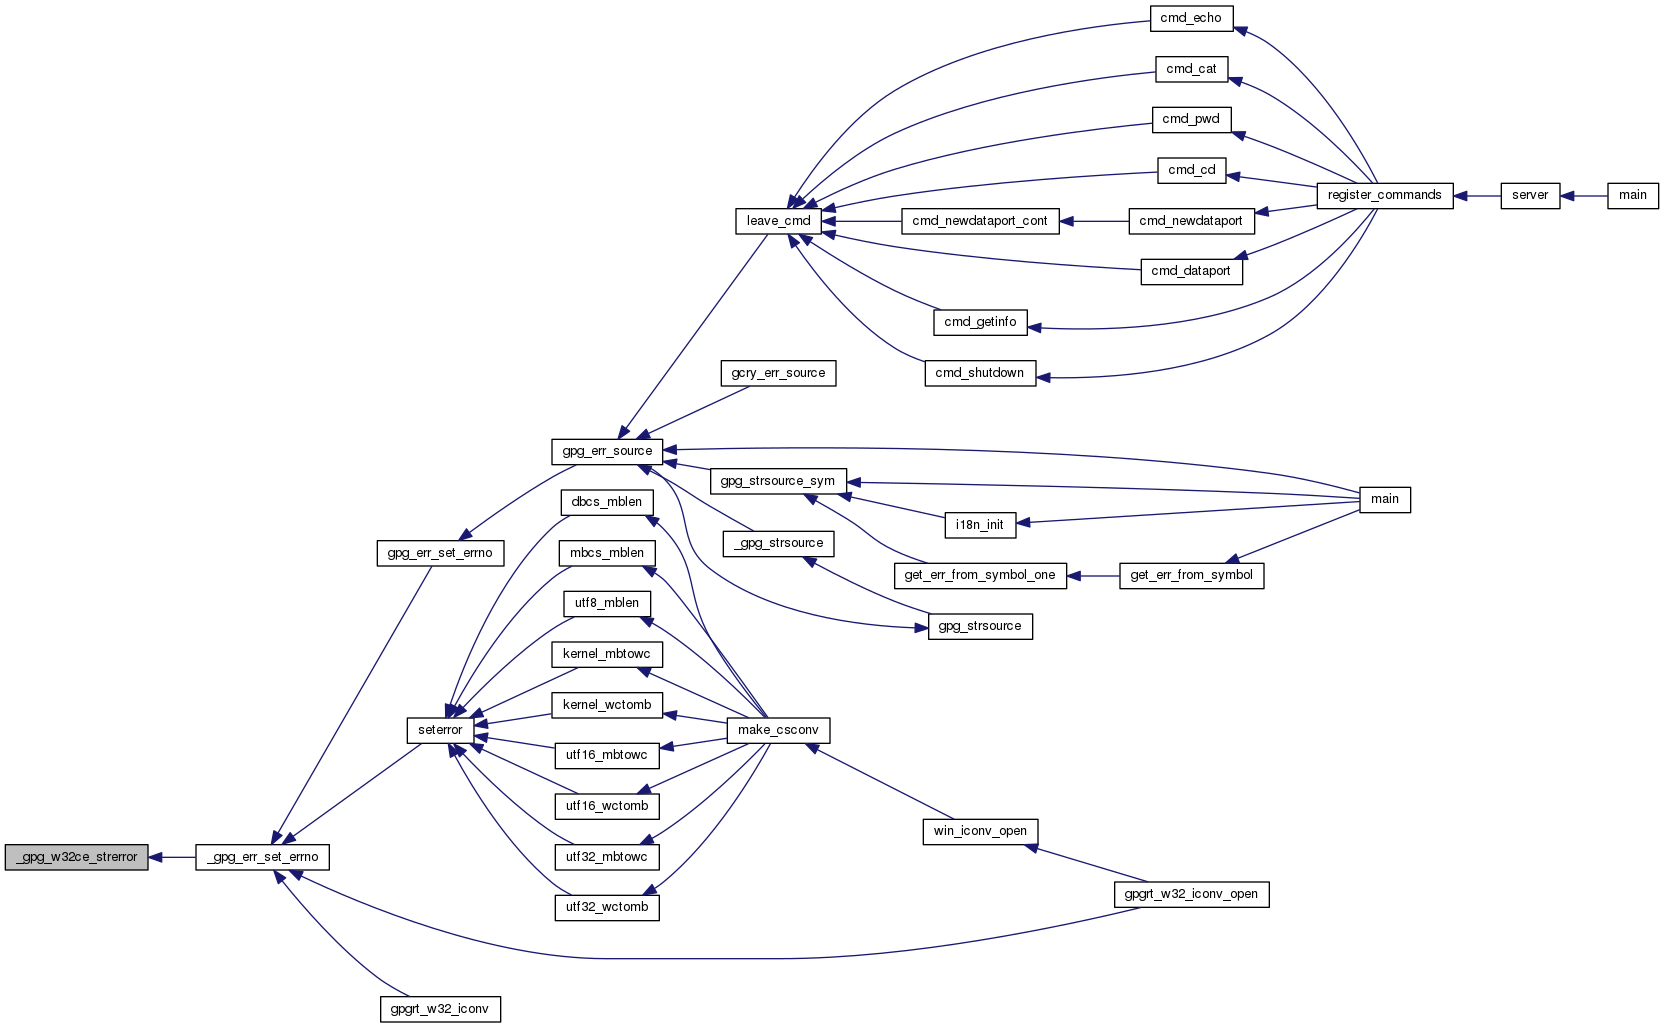 cmd_echo
cmd_cat
cmd_pwd
cmd_cd
register_commands
server
main
leave_cmd
cmd_newdataport_cont
cmd_newdataport
cmd_dataport
cmd_getinfo
cmd_shutdown
gcry_err_source
gpg_err_source
gpg_strsource_sym
main
dbcs_mblen
i18n_init
_gpg_strsource
gpg_err_set_errno
mbcs_mblen
get_err_from_symbol_one
get_err_from_symbol
utf8_mblen
gpg_strsource
kernel_mbtowc
kernel_wctomb
seterror
make_csconv
utf16_mbtowc
utf16_wctomb
win_iconv_open
_gpg_w32ce_strerror
_gpg_err_set_errno
utf32_mbtowc
gpgrt_w32_iconv_open
utf32_wctomb
gpgrt_w32_iconv